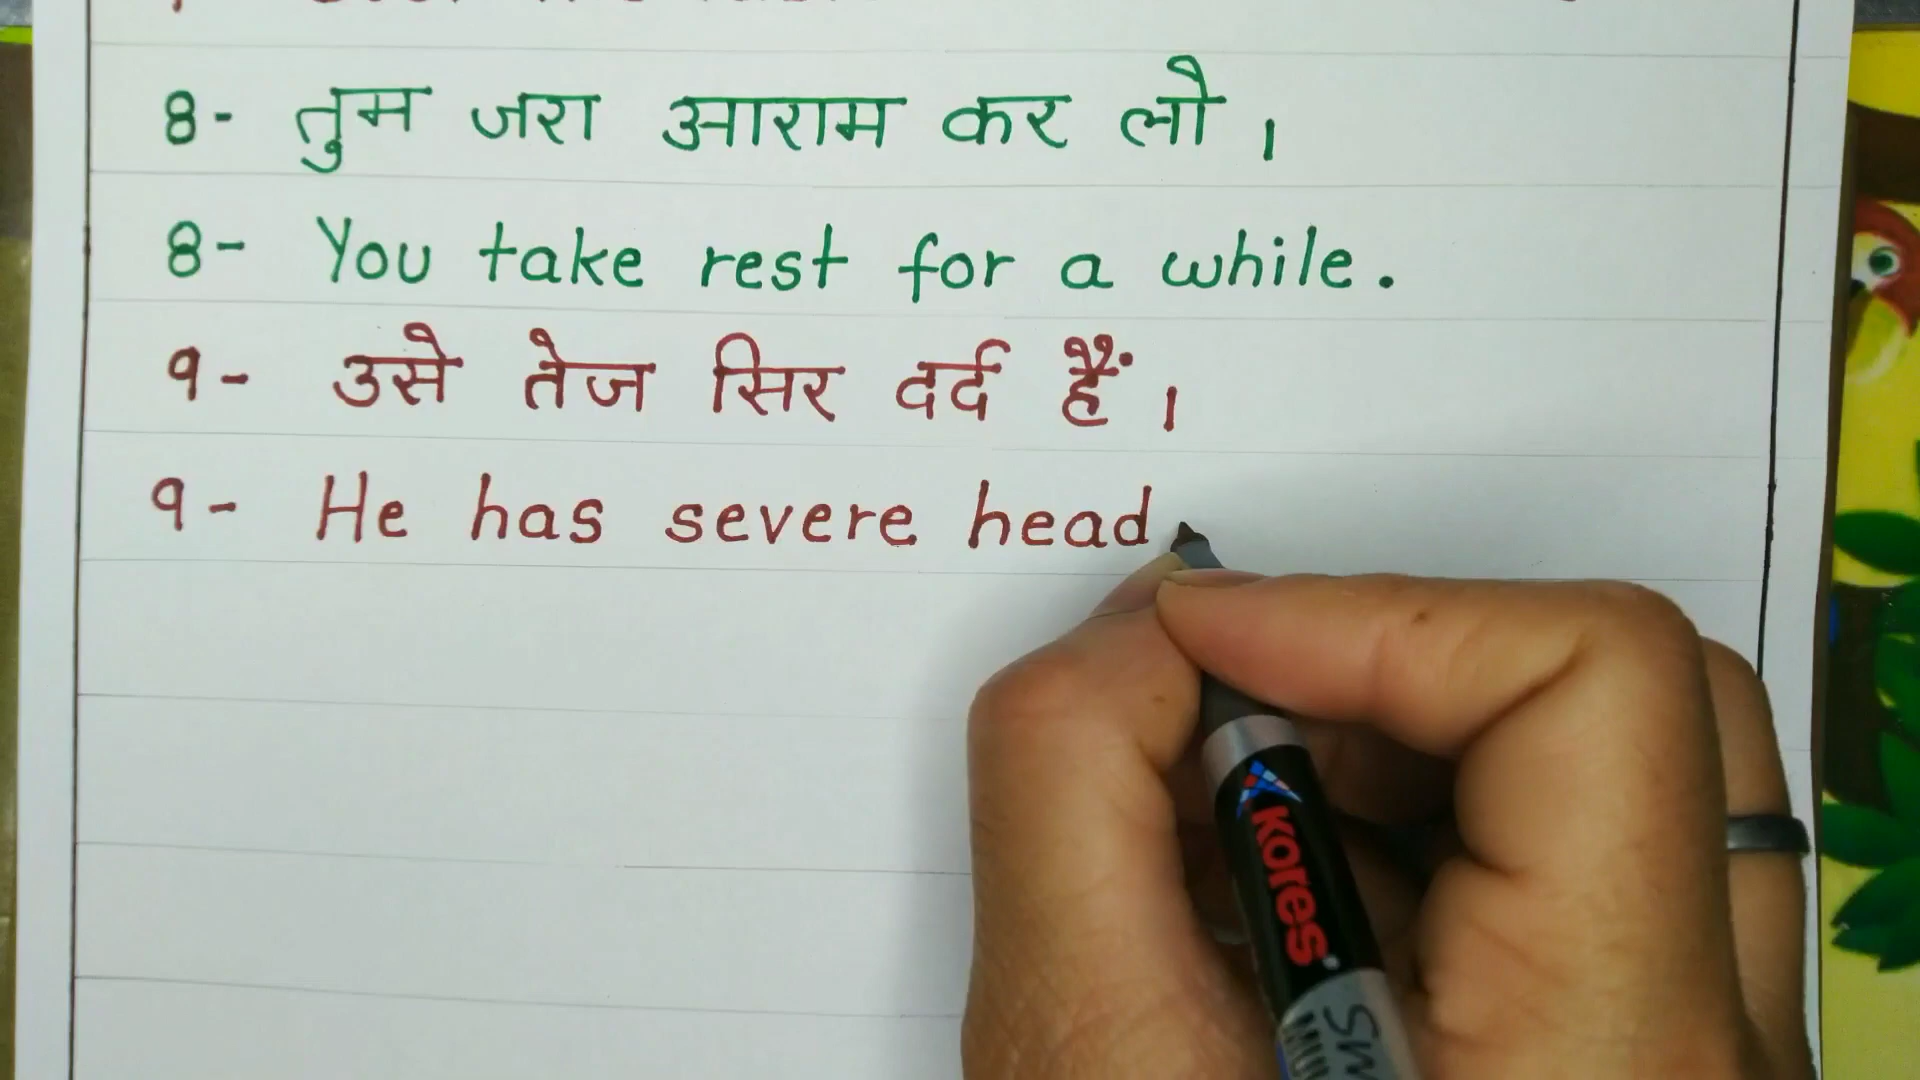 8- तुम जरा आराम कर लो ।
8- You take rest for a while.
9- उसे तेज सिर दर्द हैं ।
9- He has severe head
KORES